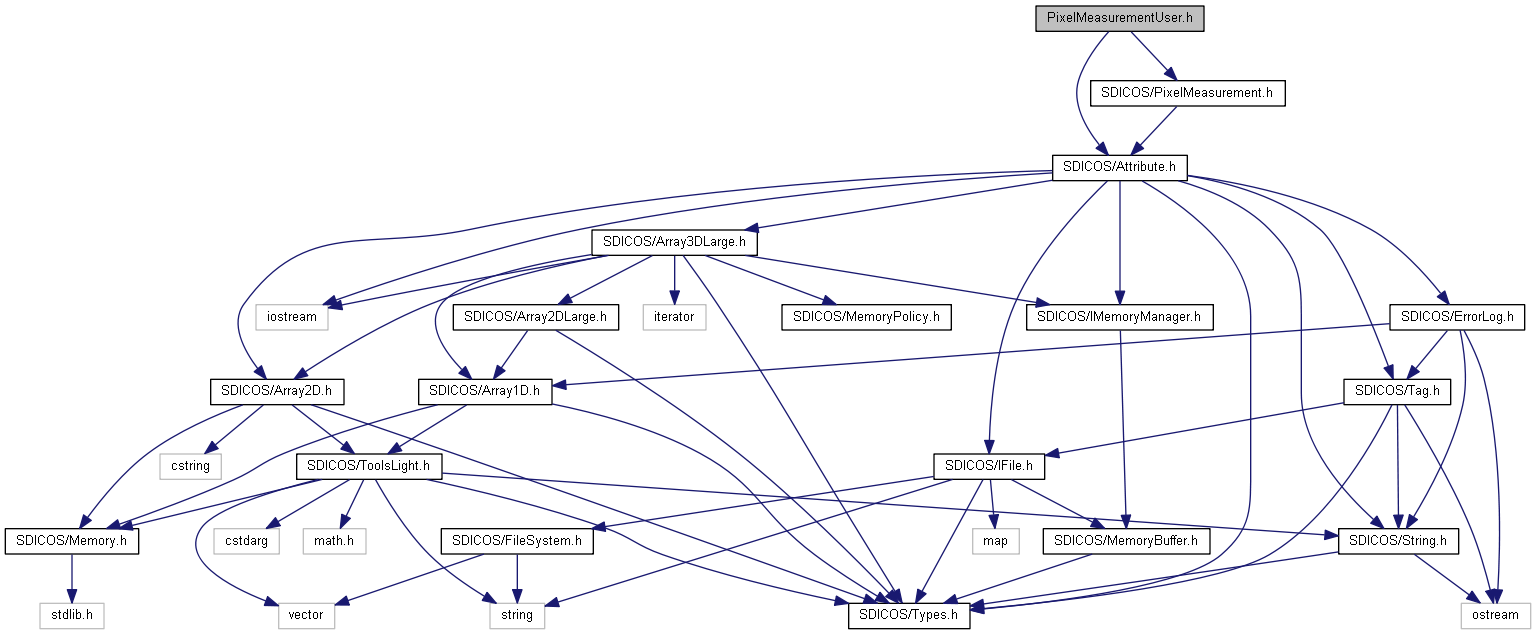 PixelMeasurementUser.h
SDICOS/PixelMeasurement.h
SDICOS/Attribute.h
SDICOS/Array3DLarge.h
iostream
SDICOS/Array2DLarge.h
iterator
SDICOS/MemoryPolicy.h
SDICOS/IMemoryManager.h
SDICOS/ErrorLog.h
SDICOS/Array2D.h
SDICOS/Array1D.h
SDICOS/Tag.h
cstring
SDICOS/ToolsLight.h
SDICOS/IFile.h
SDICOS/Memory.h
cstdarg
math.h
SDICOS/FileSystem.h
map
SDICOS/MemoryBuffer.h
SDICOS/String.h
stdlib.h
vector
string
SDICOS/Types.h
ostream